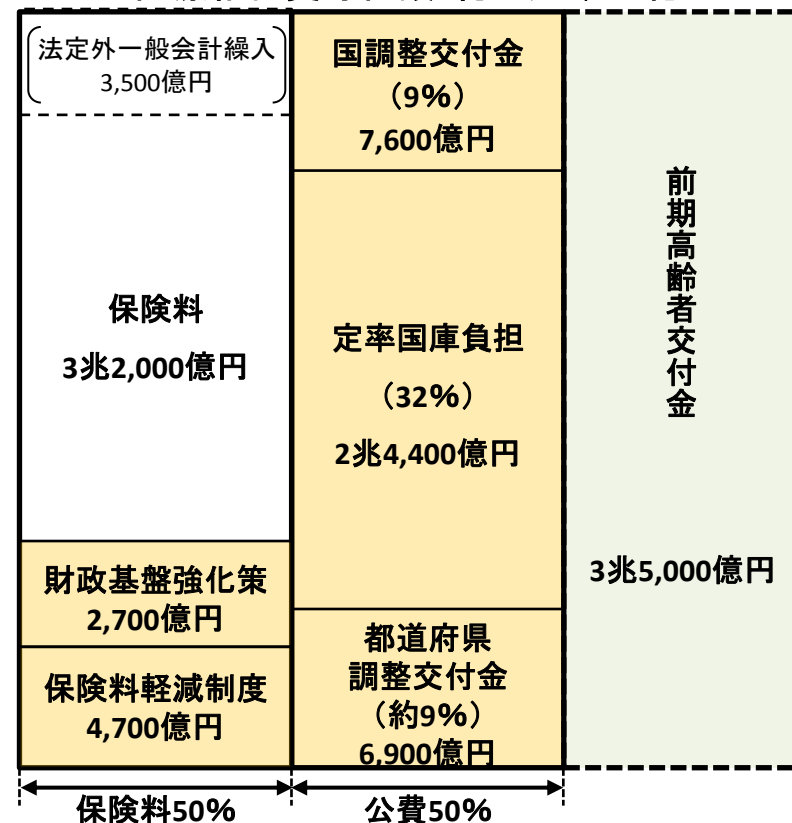 法定外一般会計繰入
3,500億円
保険料
3兆2,000億円
財政基盤強化策
2,700億円
保険料軽減制度
4,700億円
国調整交付金
（9%）
7,600億円
定率国庫負担
（32%）
2兆4,400億円
都道府県
調整交付金
（約9%）
6,900億円
前期高齢者交付金
3兆5,000億円
保険料50%
公費50%